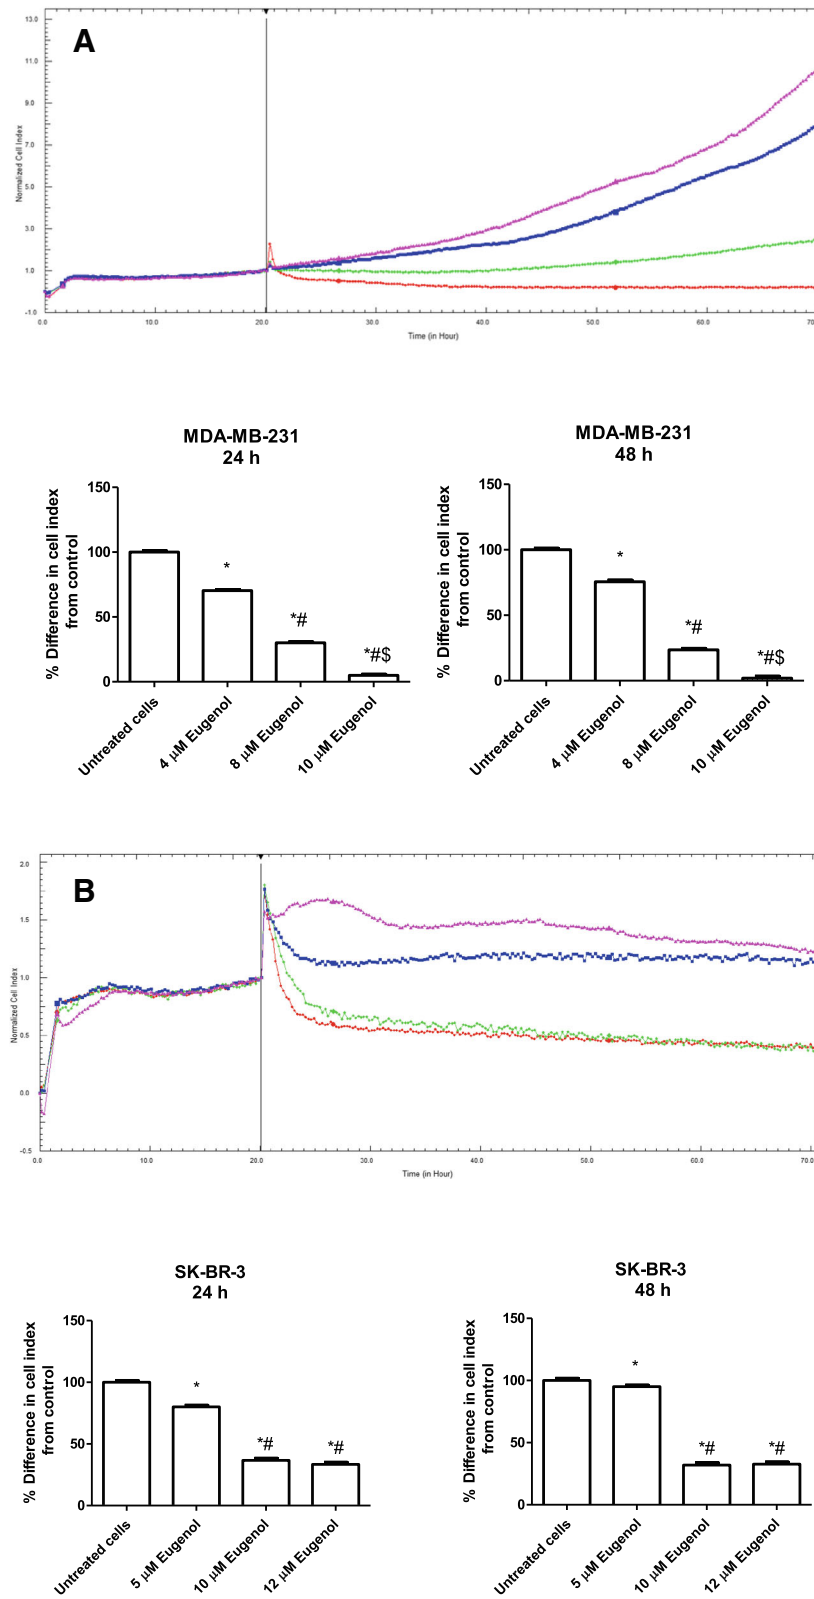 A
13.0
11.0
9.0
7.0
5.0
3.0
1.0
-1.0
Normalized Cell Index
0.0 10.0 20.0 30.0 40.0 50.0 60.0 70
Time (in Hour)
MDA-MB-231
24 h
% Difference in cell index
from control
150
100
50
0
*
*#
*#$
Untreated cells
4 µM Eugenol
8 µM Eugenol
10 µM Eugenol
MDA-MB-231
48 h
% Difference in cell index
from control
150
100
50
0
*
*#
*#$
Untreated cells
4 µM Eugenol
8 µM Eugenol
10 µM Eugenol
B
2.0
1.5
1.0
0.5
0.0
-0.5
Normalized Cell Index
0.0 10.0 20.0 30.0 40.0 50.0 60.0 70.0
Time (in Hour)
SK-BR-3
24 h
% Difference in cell index
from control
150
100
50
0
*
*#
*#
Untreated cells
5 µM Eugenol
10 µM Eugenol
12 µM Eugenol
SK-BR-3
48 h
% Difference in cell index
from control
150
100
50
0
*
*#
*#
Untreated cells
5 µM Eugenol
10 µM Eugenol
12 µM Eugenol